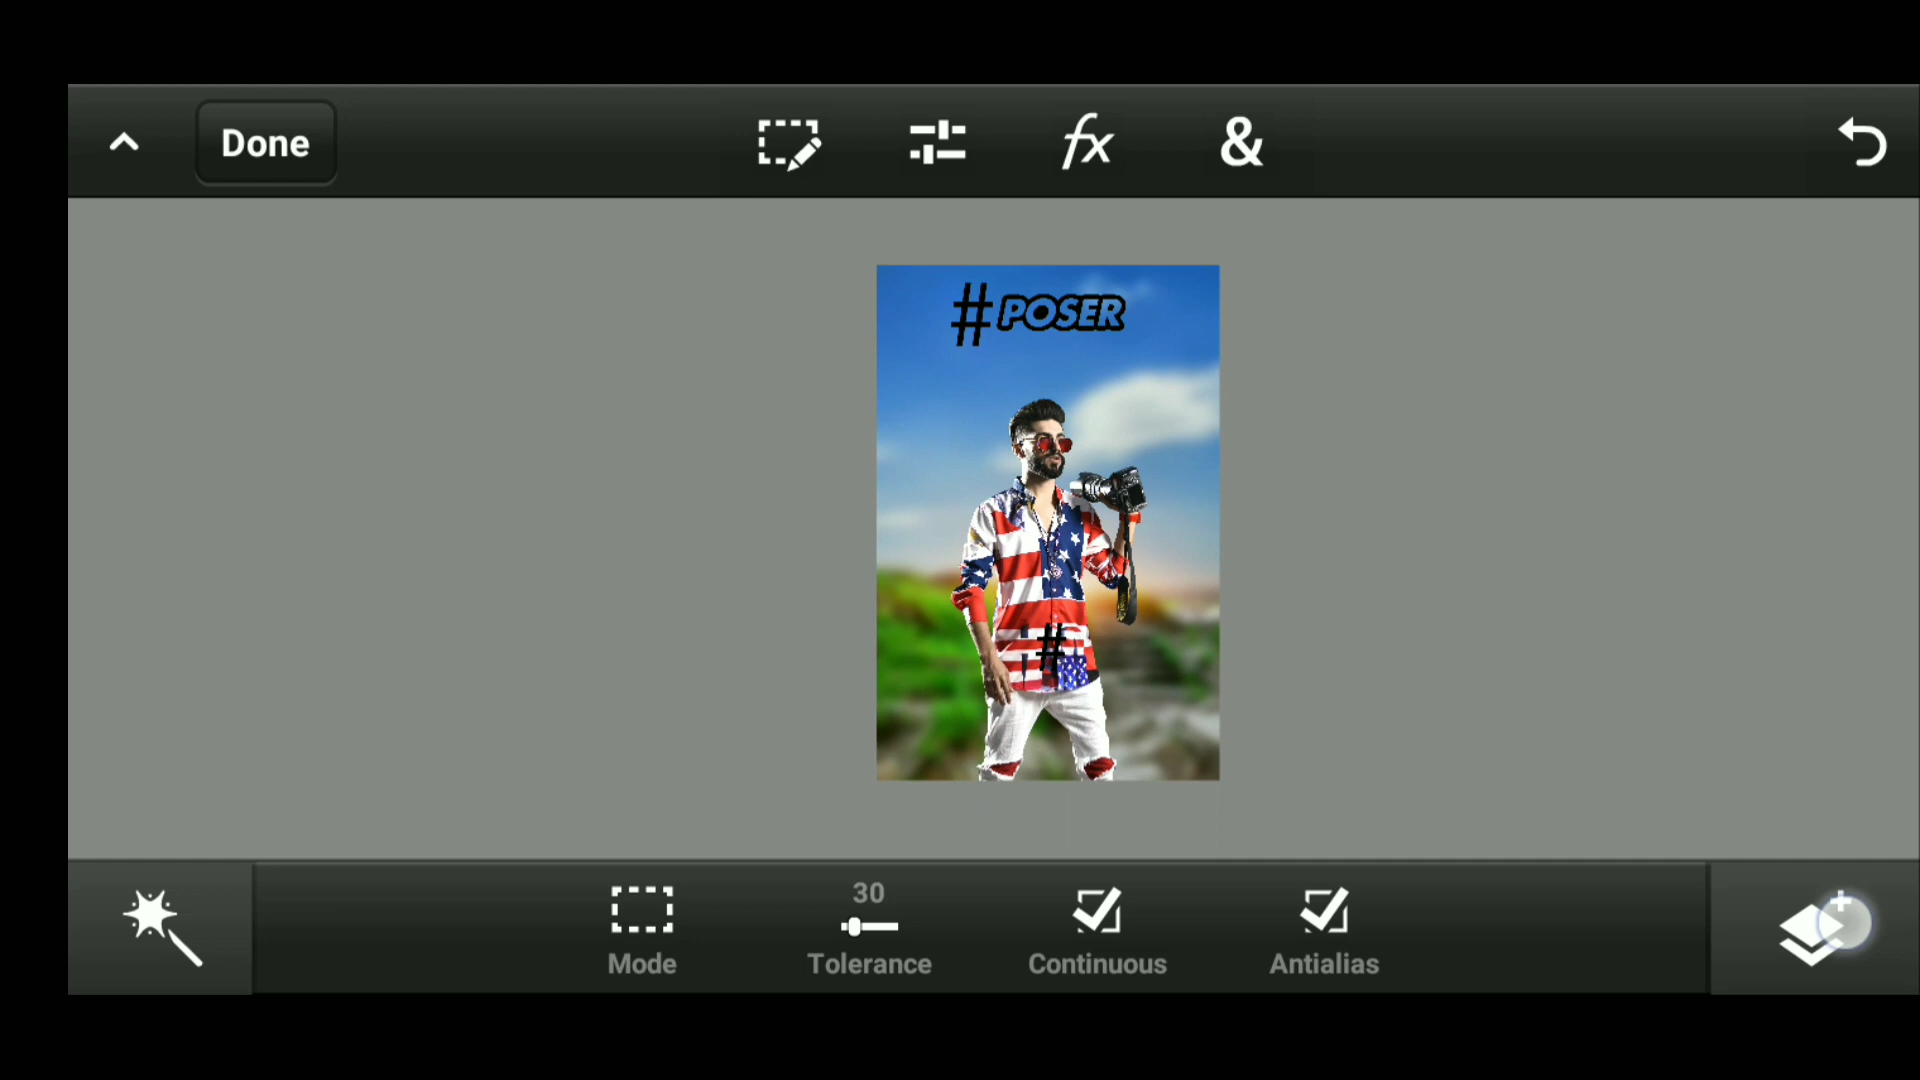 Done
fx
&
#POSER
#
30
Mode
Tolerance
Continuous
Antialias